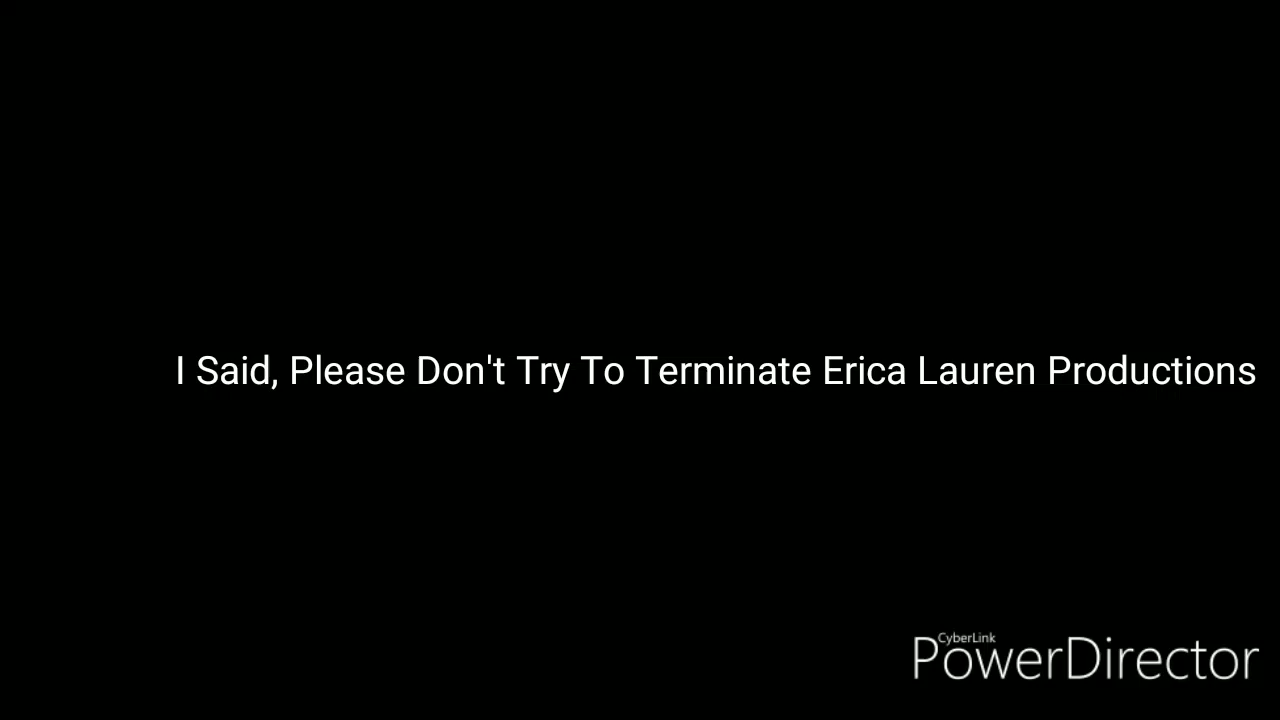 I Said, Please Don't Try To Terminate Erica Lauren Productions
CyberLink
PowerDirector